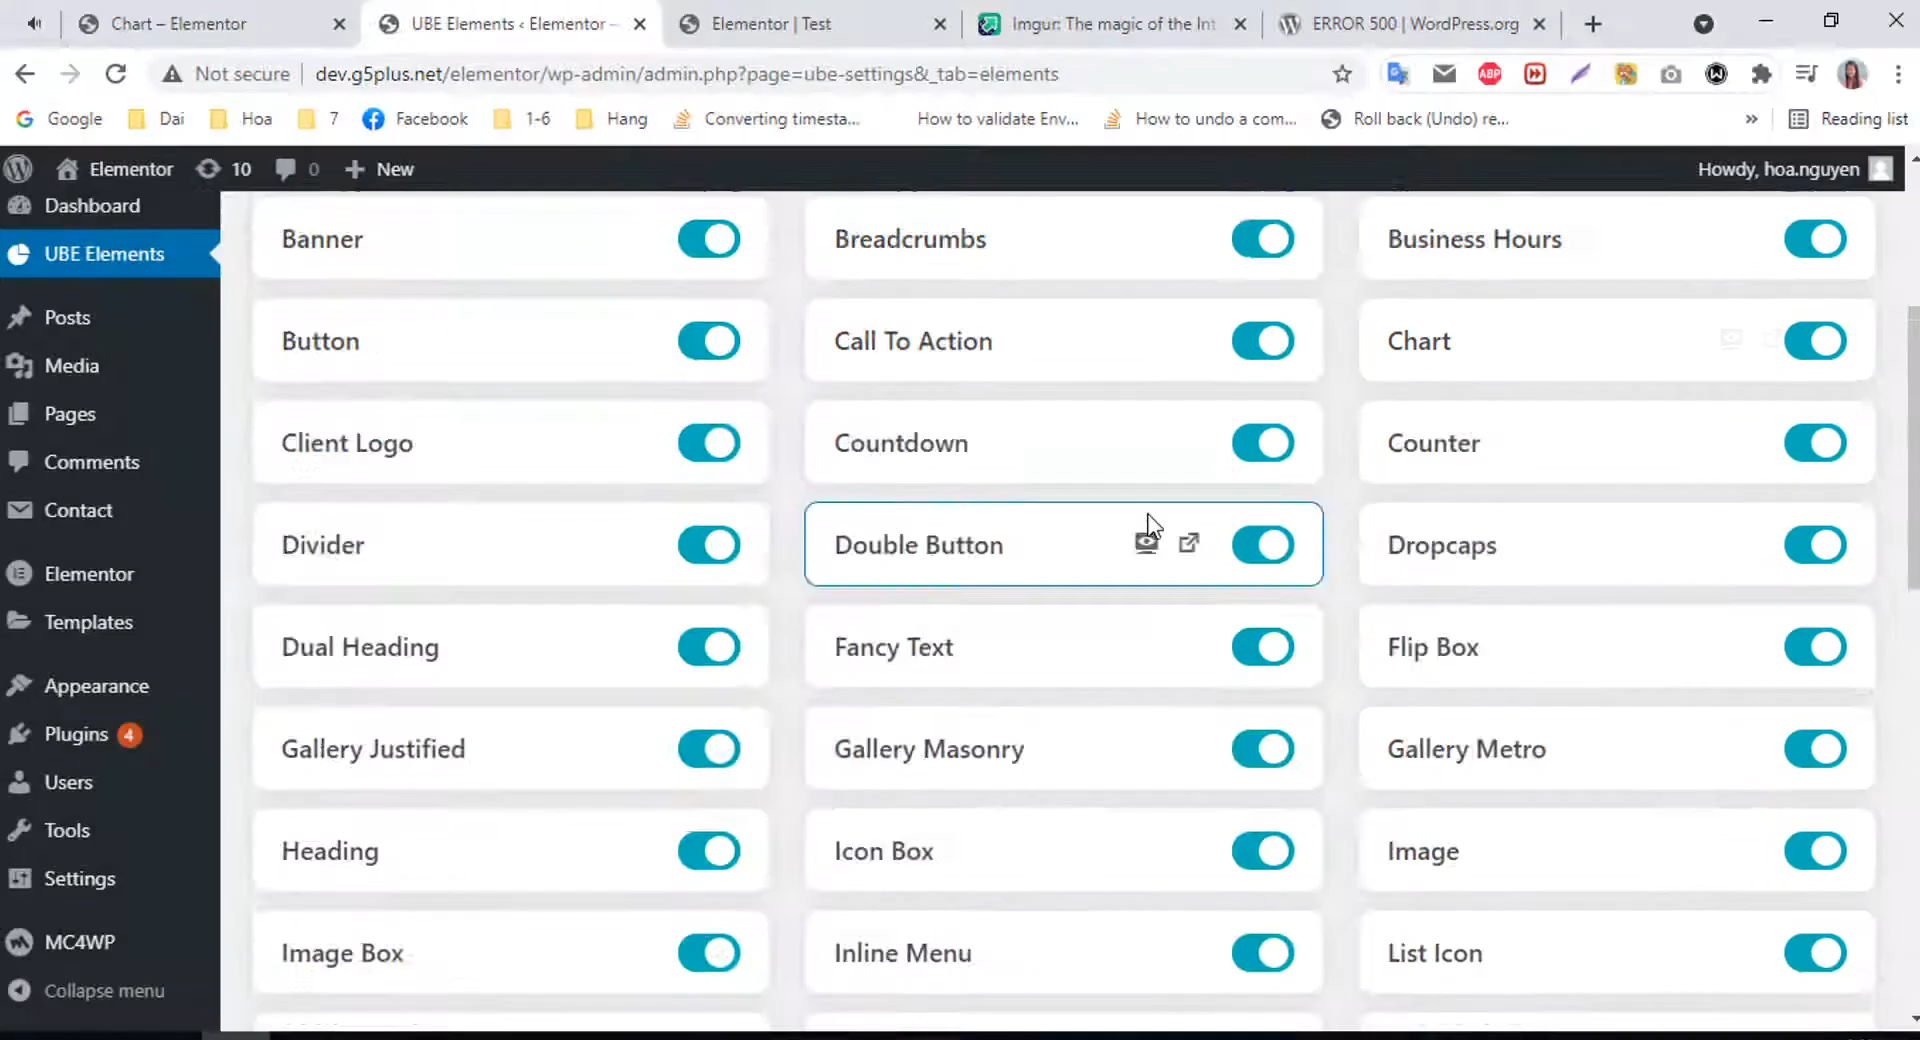 Chart – Elementor
UBE Elements ‹ Elementor –
Elementor | Test
Imgur: The magic of the Int
ERROR 500 | WordPress.org
Not secure
dev.g5plus.net/elementor/wp-admin/admin.php?page=ube-settings&_tab=elements
ABP
Google
Dai
Hoa
7
Facebook
1-6
Hang
Converting timesta...
How to validate Env...
How to undo a com...
Roll back (Undo) re...
»
Reading list
Elementor
10
0
New
Howdy, hoa.nguyen
Dashboard
UBE Elements
Posts
Media
Pages
Comments
Contact
Elementor
Templates
Appearance
Plugins 4
Users
Tools
Settings
MC4WP
Collapse menu
Banner
Breadcrumbs
Business Hours
Button
Call To Action
Chart
Client Logo
Countdown
Counter
Divider
Double Button
Dropcaps
Dual Heading
Fancy Text
Flip Box
Gallery Justified
Gallery Masonry
Gallery Metro
Heading
Icon Box
Image
Image Box
Inline Menu
List Icon